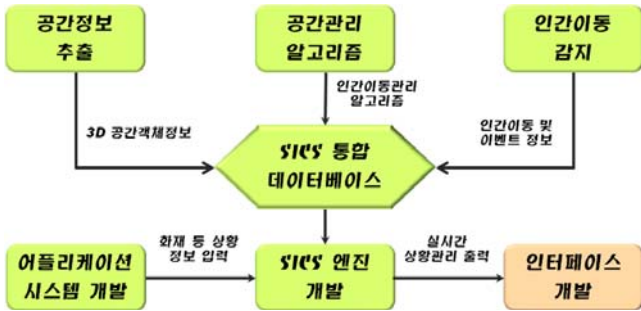 공간정보
추출
공간관리
알고리즘
인간이동
감지
3D 공간객체정보
인간이동관리
알고리즘
인간이동 및
이벤트 정보
SICS 통합
데이터베이스
어플리케이션
시스템 개발
화재 등 상황
정보 입력
SICS 엔진
개발
실시간
상황관리 출력
인터페이스
개발